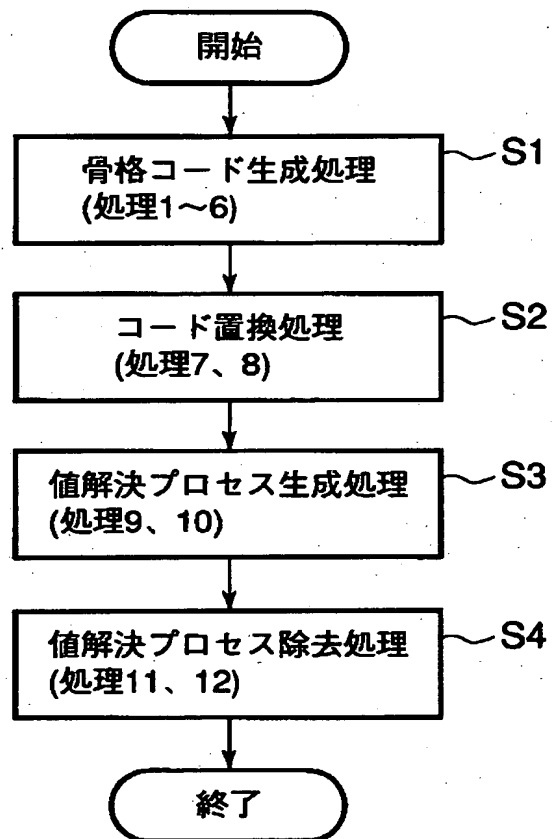 開始
骨格コード生成処理
(処理1〜6)
S1
コード置換処理
(処理7、8)
S2
値解決プロセス生成処理
(処理9、10)
S3
値解決プロセス除去処理
(処理11、12)
S4
終了